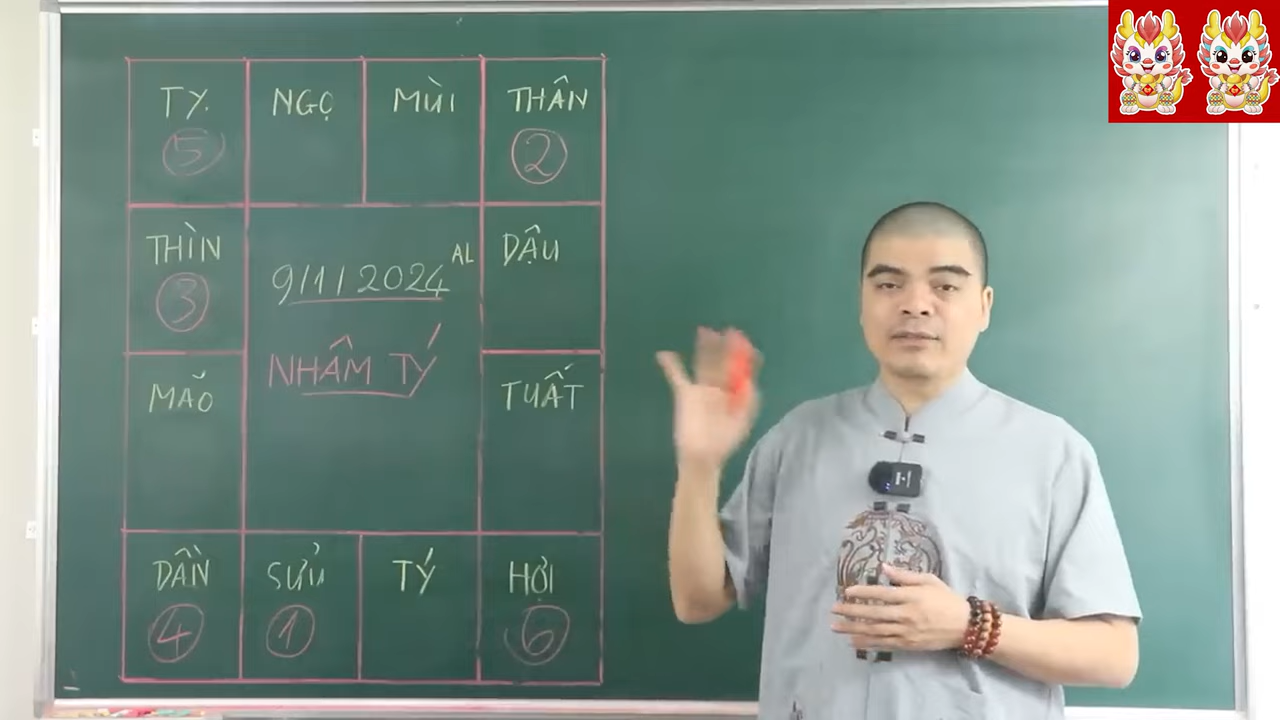 TỴ NGỌ MÙI THÂN
5 2
THÌN DẬU
3
9/1/2024 AL
NHÂM TÝ
MÃO TUẤT
DẦN SỬU TÝ HỢI
4 1 6